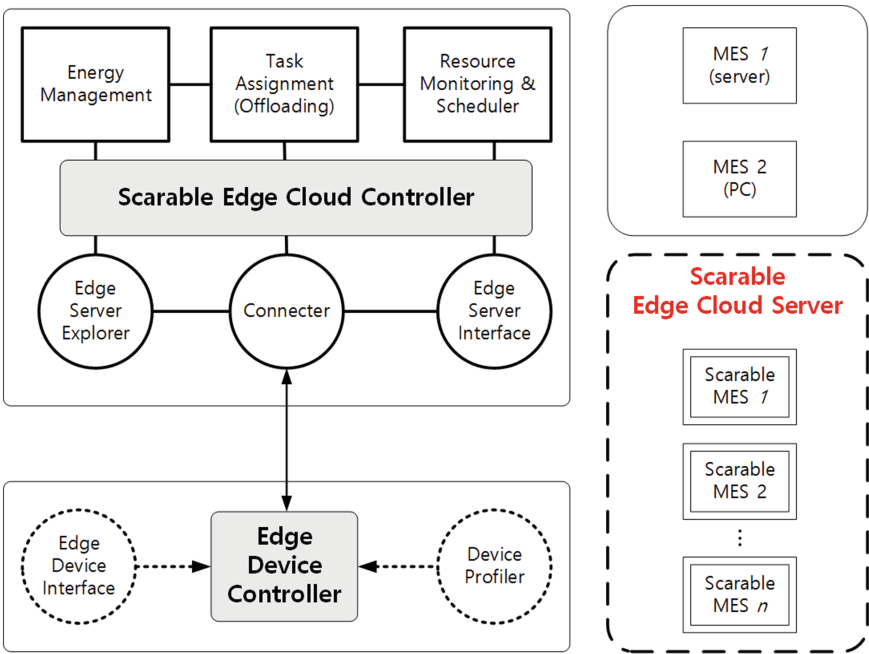 Energy
Management
Task
Assignment
(Offloading)
Resource
Monitoring &
Scheduler
Scarable Edge Cloud Controller
Edge
Server
Explorer
Connecter
Edge
Server
Interface
Edge
Device
Interface
Edge
Device
Controller
Device
Profiler
MES 1
(server)
MES 2
(PC)
Scarable
Edge Cloud Server
Scarable
MES 1
Scarable
MES 2
⋮
Scarable
MES n